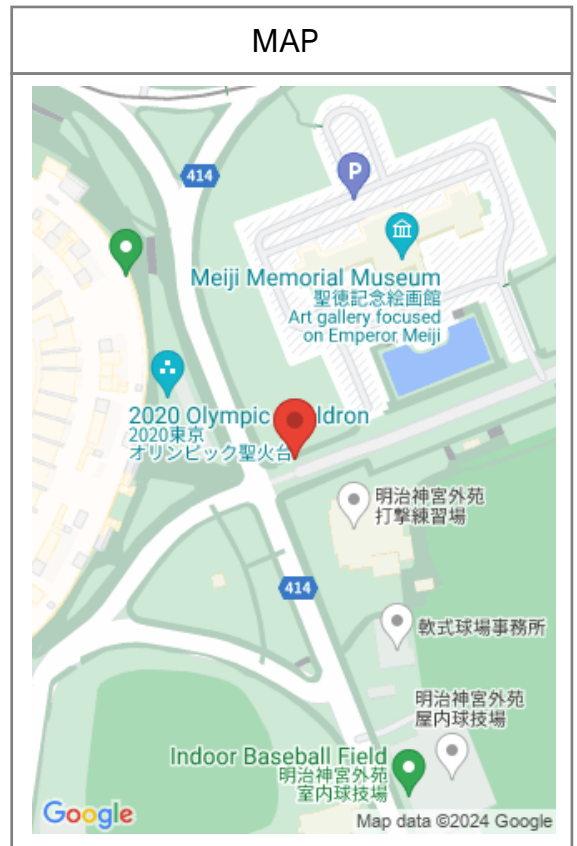 MAP
414
P
Meiji Memorial Museum
聖徳記念絵画館
Art gallery focused
on Emperor Meiji
2020 Olympic ldron
2020東京
オリンピック聖火台
明治神宮外苑
打撃練習場
414
軟式球場事務所
明治神宮外苑
屋内球技場
Indoor Baseball Field
明治神宮外苑
室内球技場
Google
Map data ©2024 Google